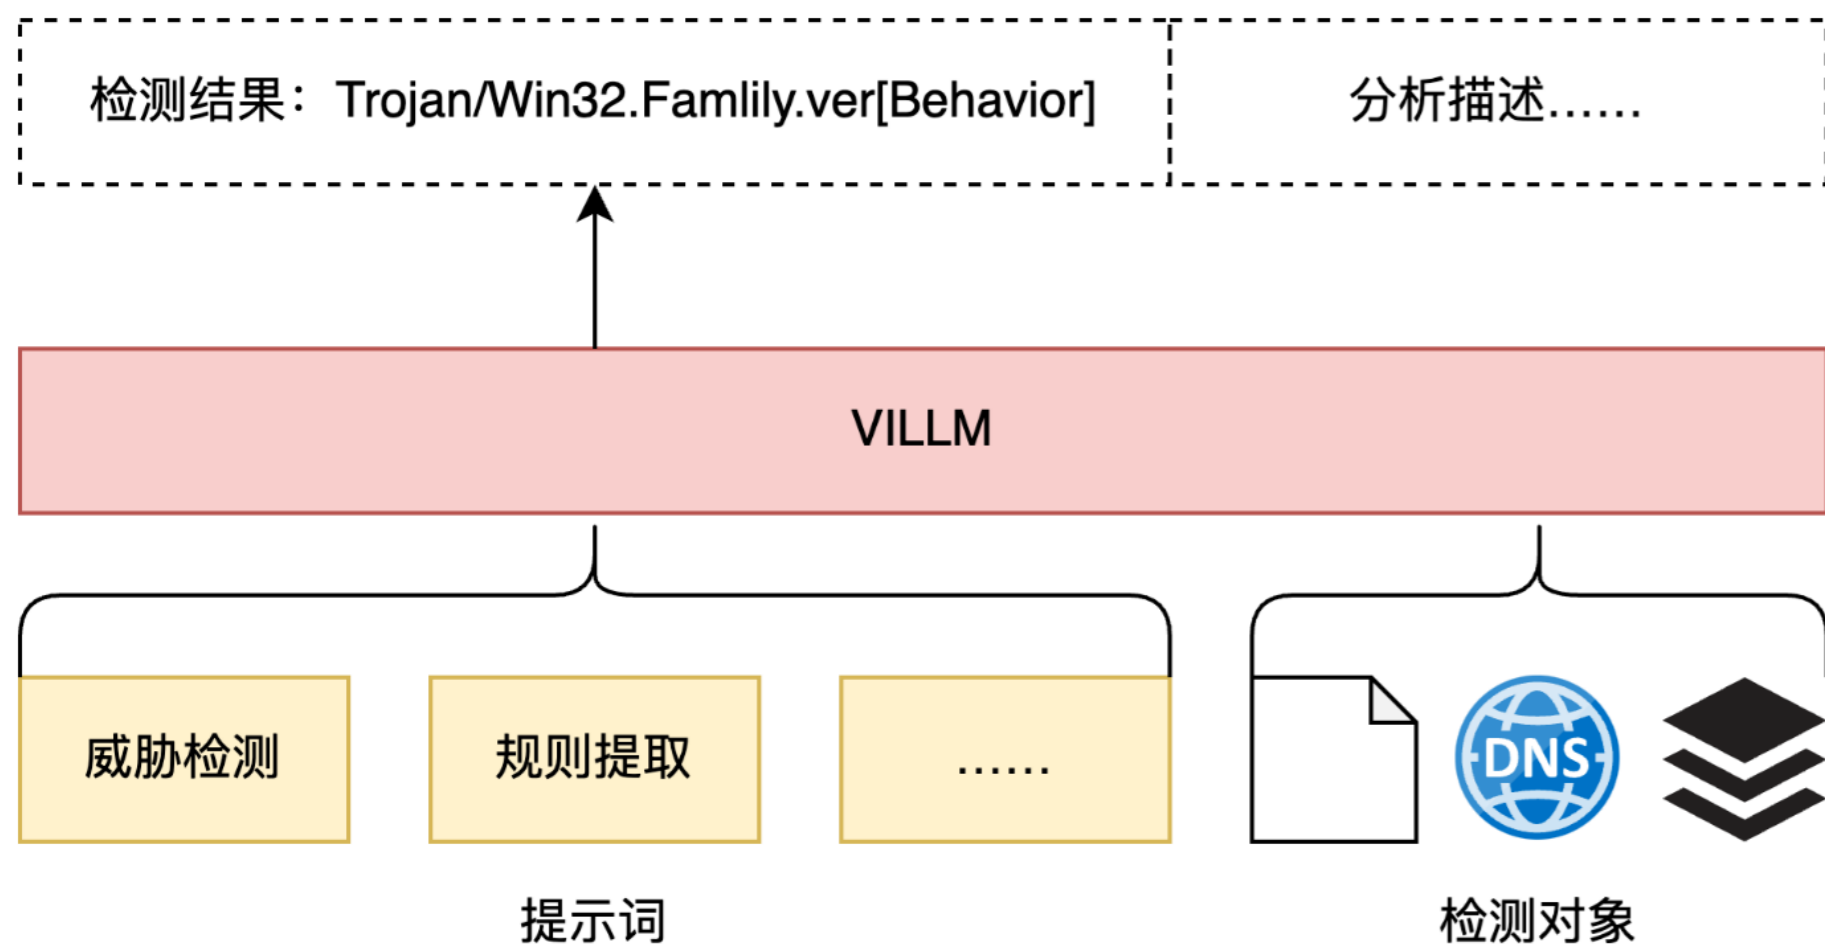 检测结果：Trojan/Win32.Famlily.ver[Behavior]
分析描述......
VILLM
威胁检测
规则提取
......
DNS
提示词
检测对象